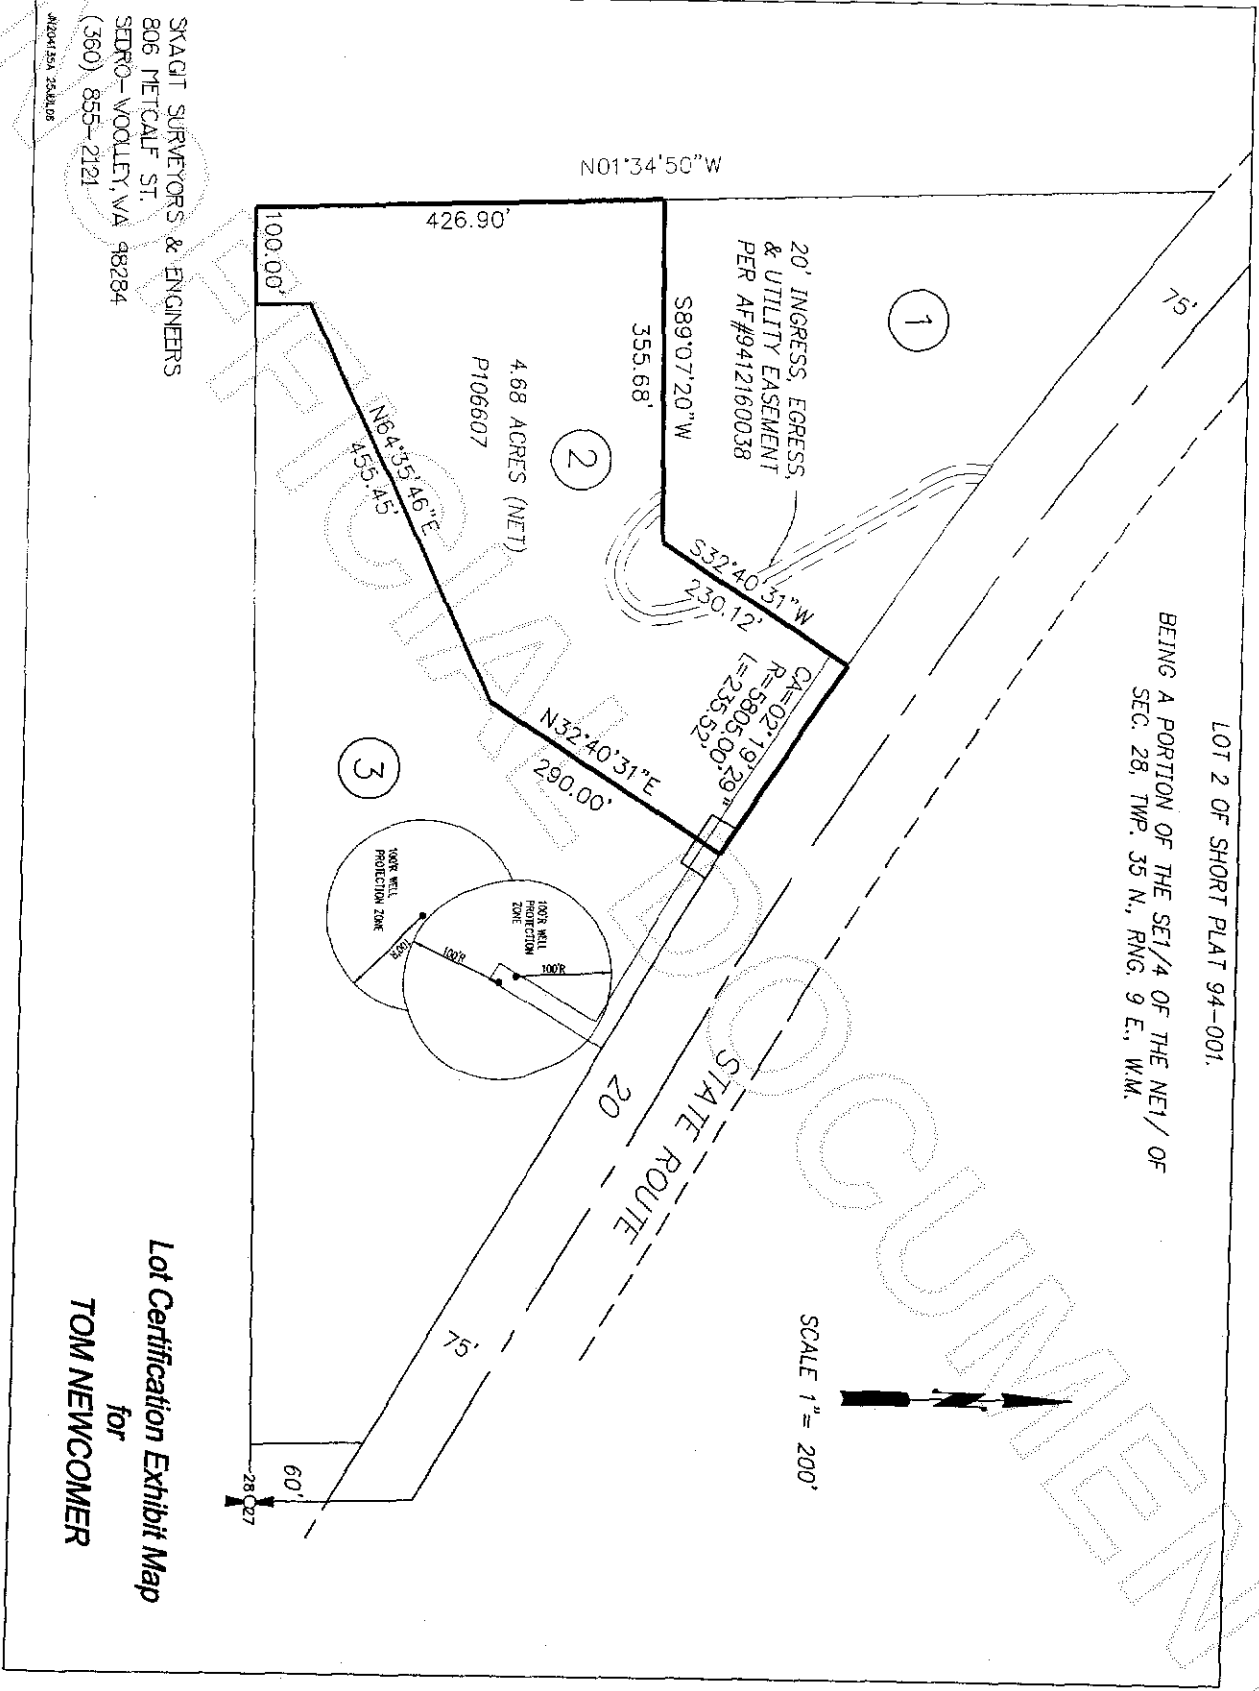 LOT 2 OF SHORT PLAT 94-001.
BEING A PORTION OF THE SE1/4 OF THE NE1/ OF
SEC. 28, TWP. 35 N., RNG. 9 E., W.M.
SCALE 1"= 200'
75'
1
20' INGRESS, EGRESS,
& UTILITY EASEMENT
PER AF#9412160038
N01°34'50"W
S89°07'20"W
355.68'
S32°40'31"W
230.12'
CA=02°19'29"
R=5805.00'
L=235.52'
426.90'
2
4.68 ACRES (NET)
P106607
100.00'
N64°35'46"E
455.45'
N32°40'31"E
290.00'
3
100'R WELL
PROTECTION ZONE
100'R
100'R WELL
PROTECTION
ZONE
100'R
100'R
STATE ROUTE
20
75'
60'
28
27
SKAGIT SURVEYORS & ENGINEERS
806 METCALF ST.
SEDRO-WOOLLEY, WA 98284
(360) 855-2121
JN204135A 25JUL08
Lot Certification Exhibit Map
for
TOM NEWCOMER
UNOFFICIAL DOCUMENT